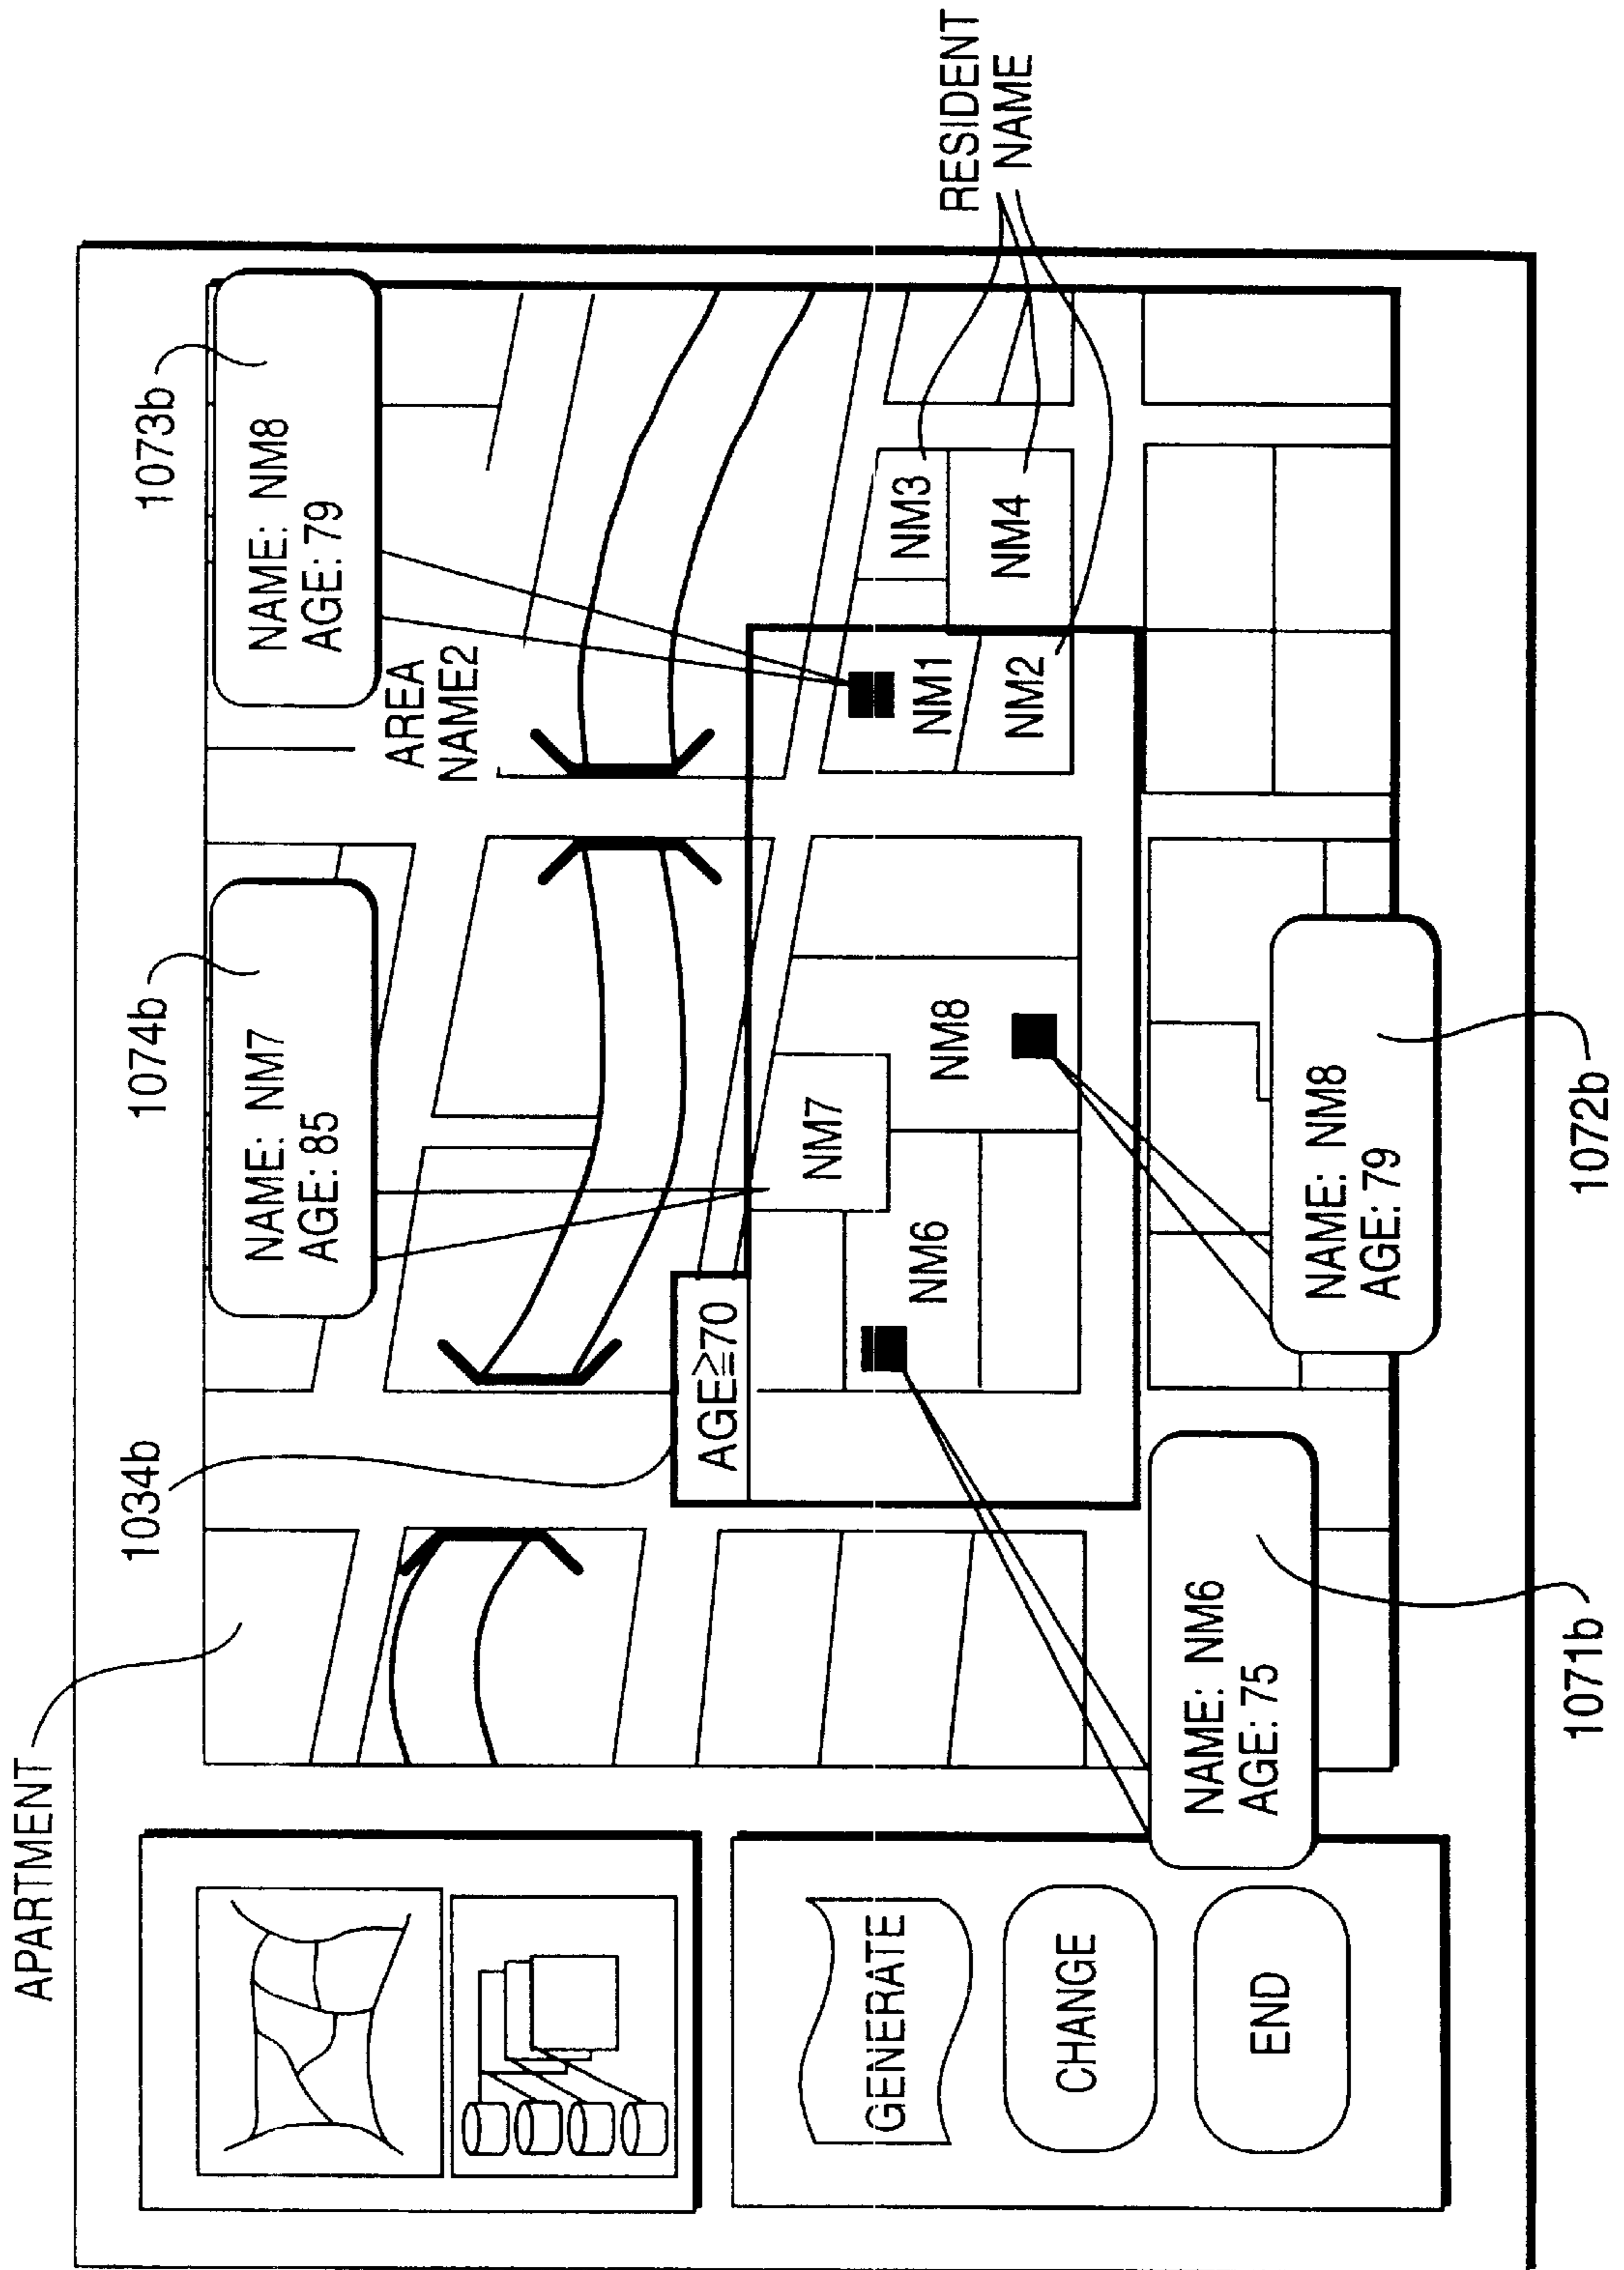 APARTMENT
1034b
1074b
1073b
NAME: NM7
AGE: 85
NAME: NM8
AGE: 79
AREA
NAME2
AGE≧70
NM7
NM6
NM8
NM1
NM2
NM3
NM4
RESIDENT
NAME
GENERATE
CHANGE
END
NAME: NM6
AGE: 75
NAME: NM8
AGE: 79
1071b
1072b